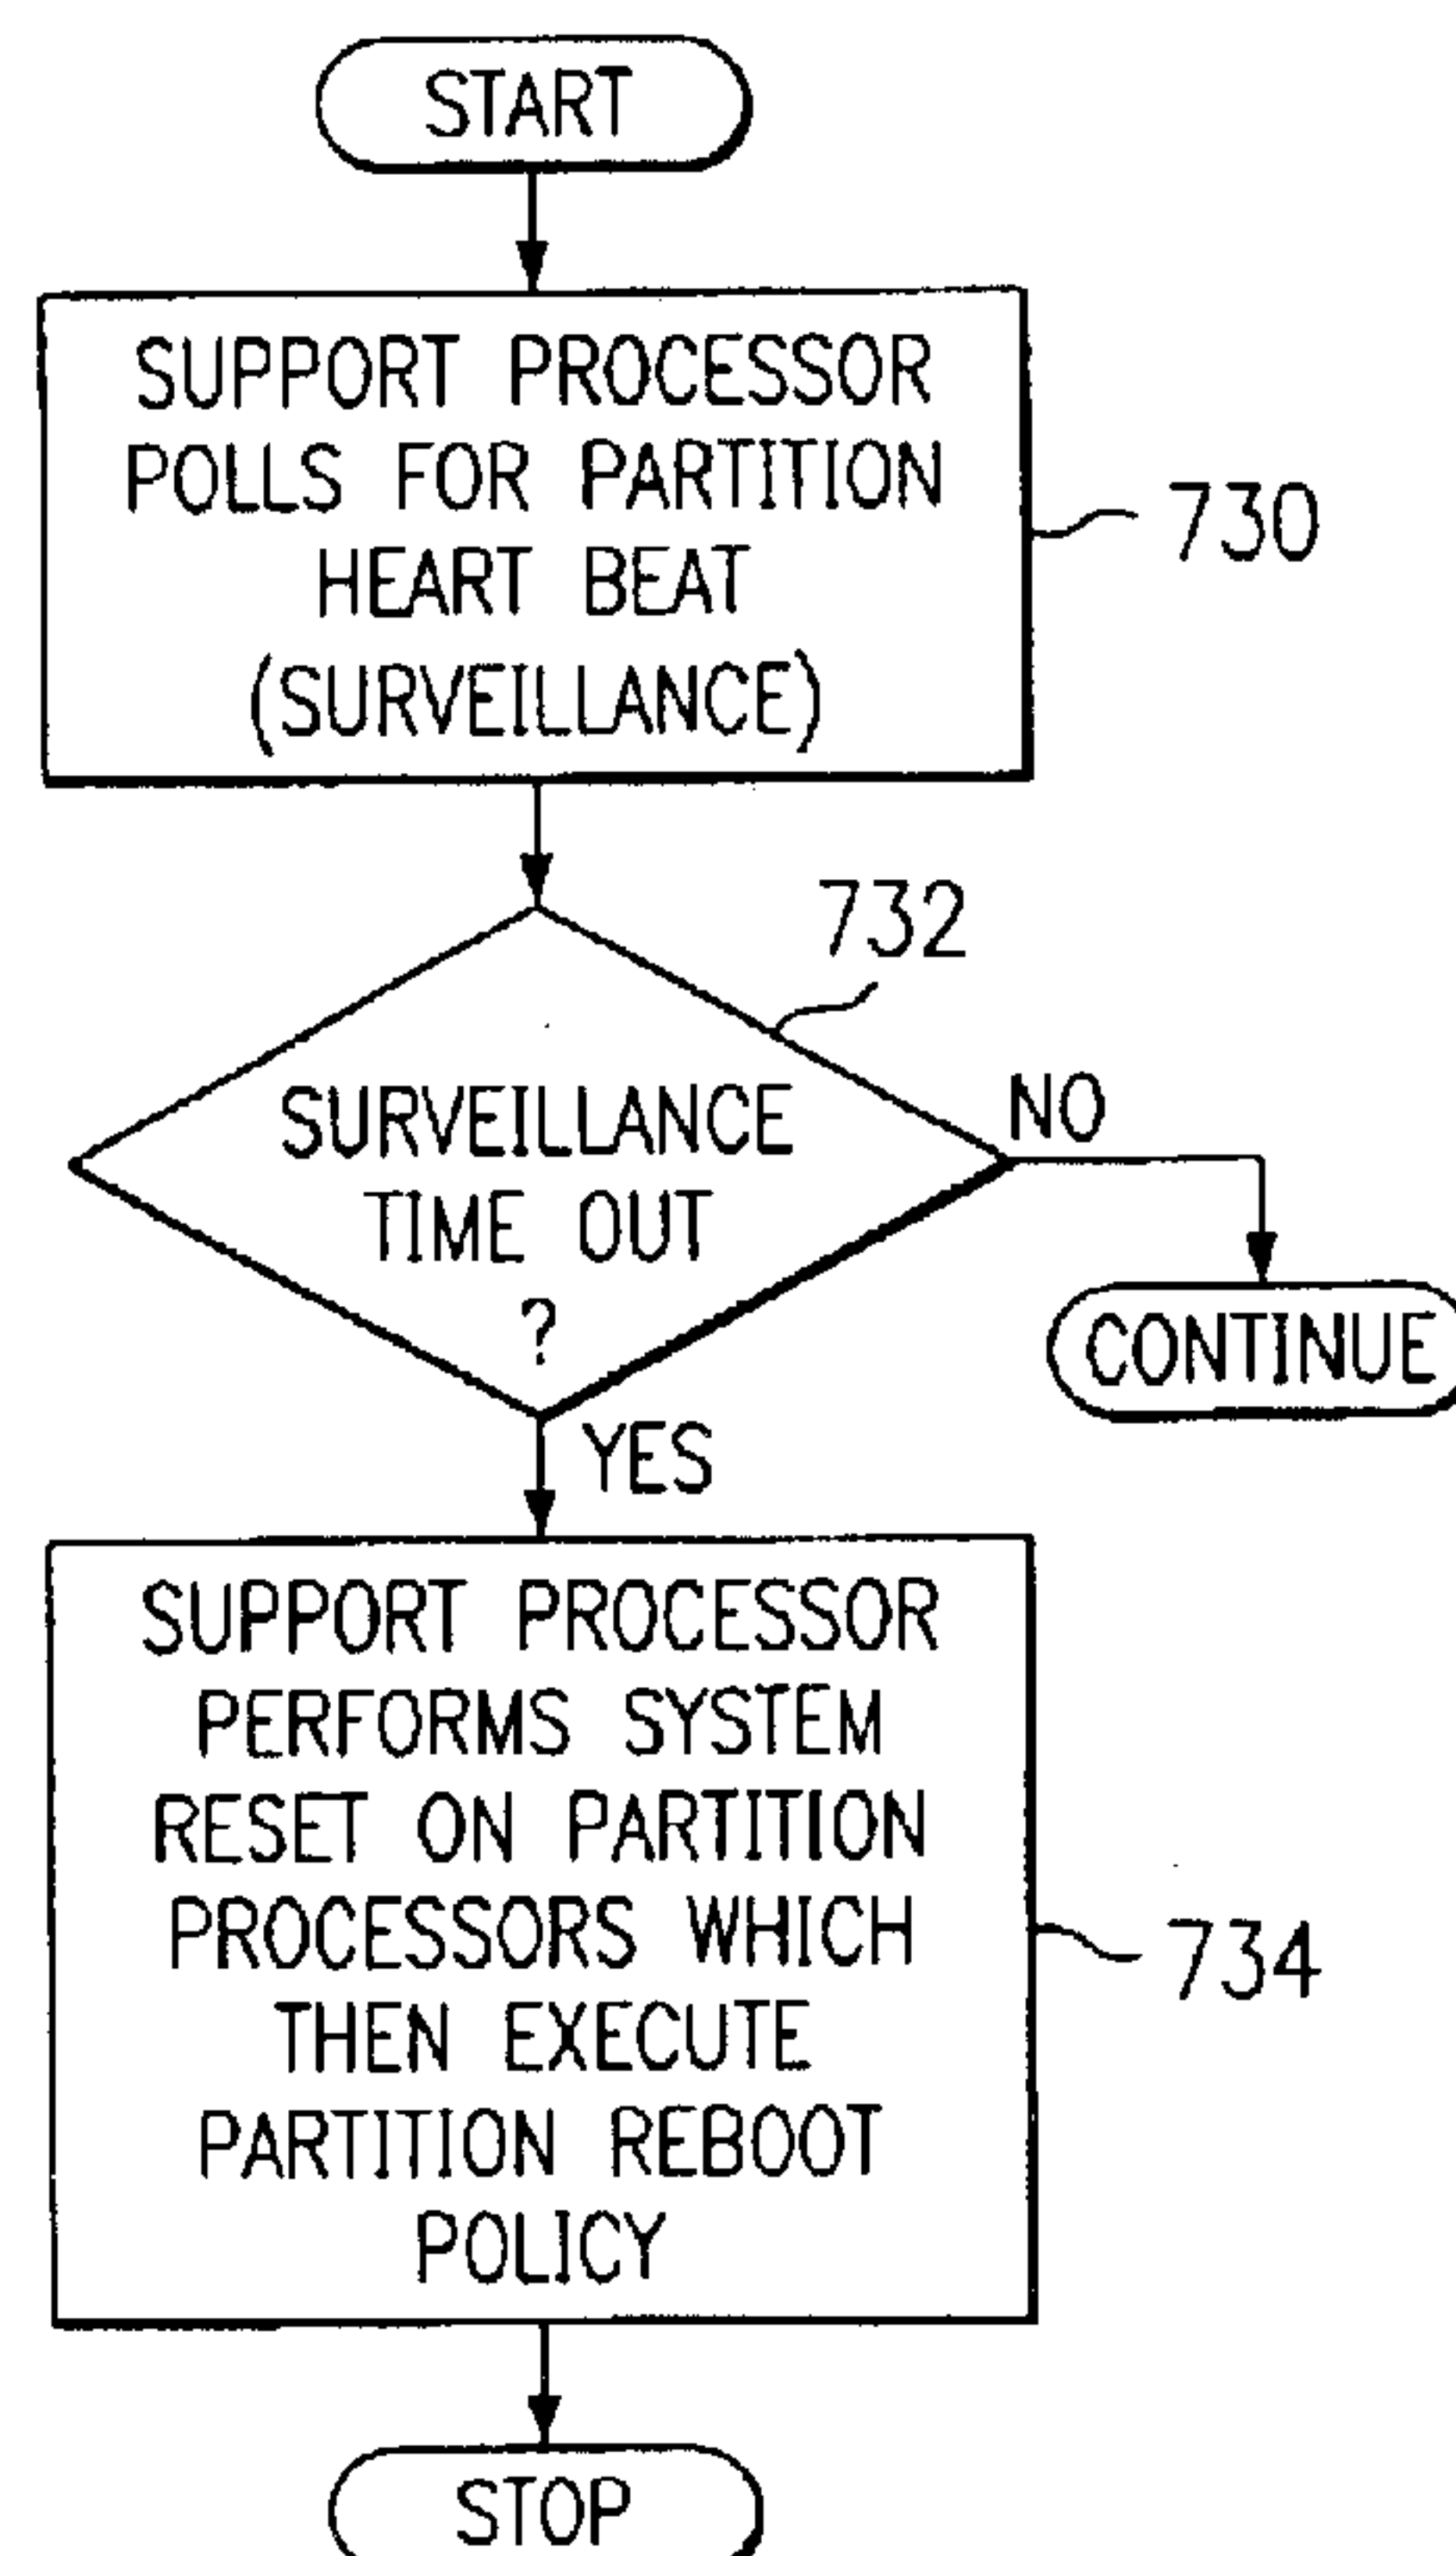 START
SUPPORT PROCESSOR
POLLS FOR PARTITION
HEART BEAT
(SURVEILLANCE)
730
732
SURVEILLANCE
TIME OUT
?
NO
CONTINUE
YES
SUPPORT PROCESSOR
PERFORMS SYSTEM
RESET ON PARTITION
PROCESSORS WHICH
THEN EXECUTE
PARTITION REBOOT
POLICY
734
STOP